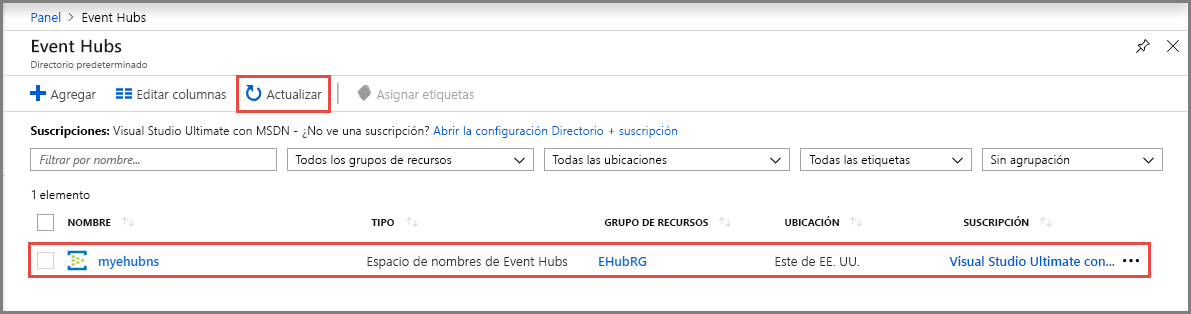 Panel > Event Hubs
Event Hubs
Directorio predeterminado
Agregar Editar columnas Actualizar Asignar etiquetas
Suscripciones: Visual Studio Ultimate con MSDN - ¿No ve una suscripción? Abrir la configuración Directorio + suscripción
Filtrar por nombre... Todos los grupos de recursos Todas las ubicaciones Todas las etiquetas Sin agrupación
1 elemento
NOMBRE TIPO GRUPO DE RECURSOS UBICACIÓN SUSCRIPCIÓN
myehubns Espacio de nombres de Event Hubs EHubRG Este de EE. UU. Visual Studio Ultimate con...